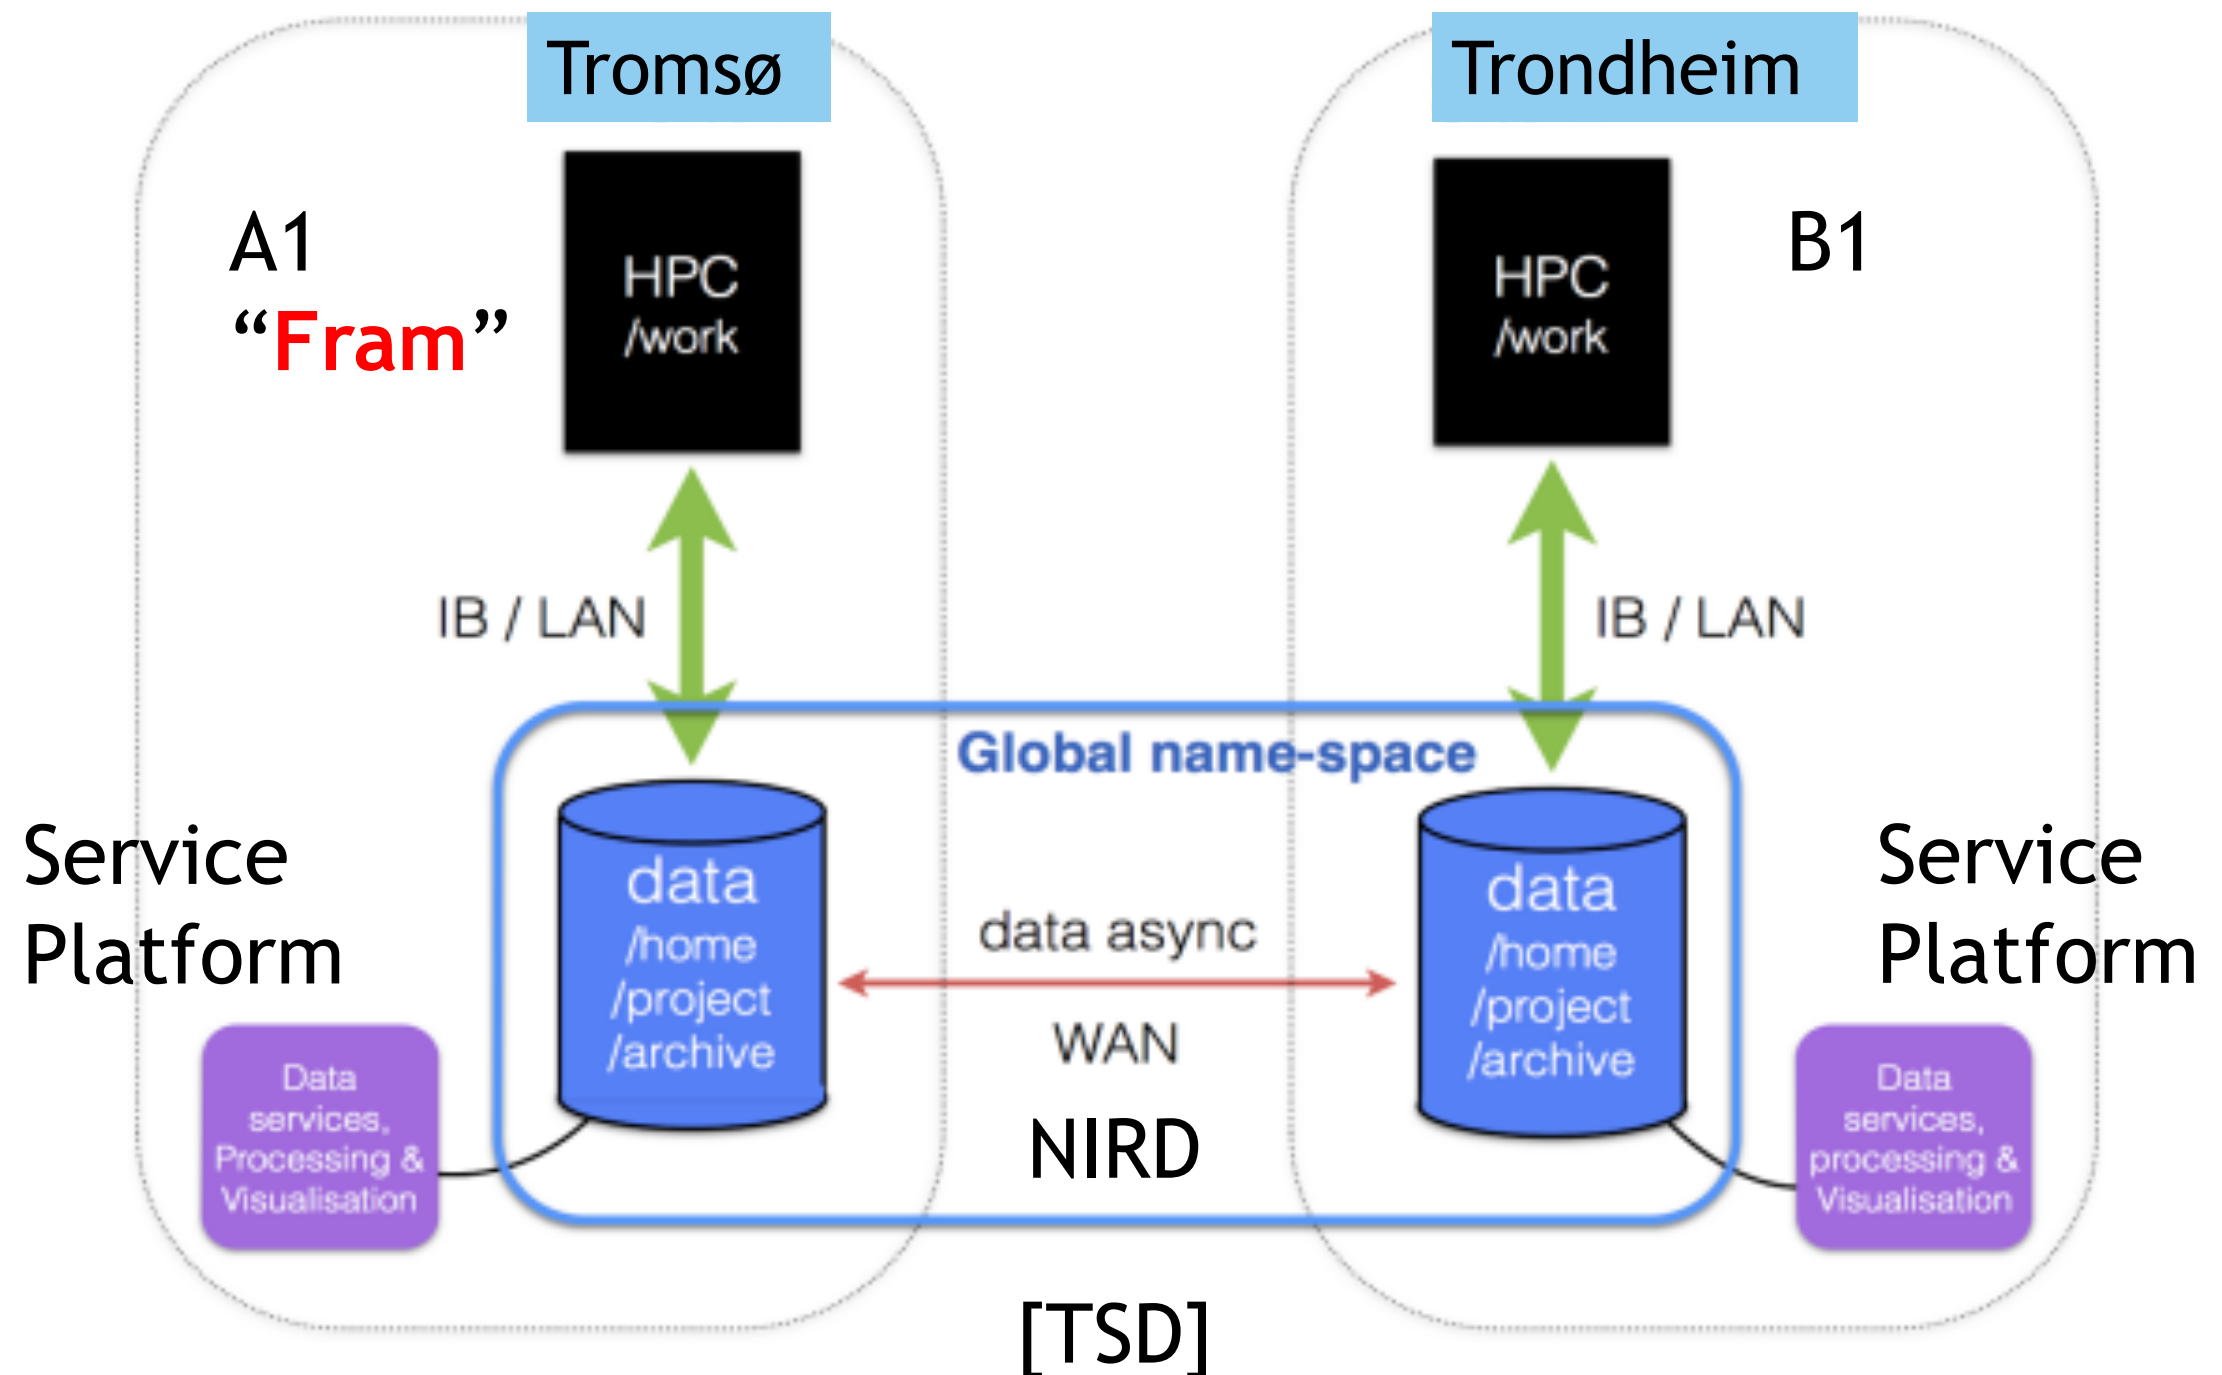 Tromsø
Trondheim
A1
“Fram”
HPC
/work
HPC
/work
B1
IB / LAN
IB / LAN
Global name-space
Service
Platform
data
/home
/project
/archive
data async
WAN
NIRD
data
/home
/project
/archive
Service
Platform
Data
services,
Processing &
Visualisation
Data
services,
processing &
Visualisation
[TSD]